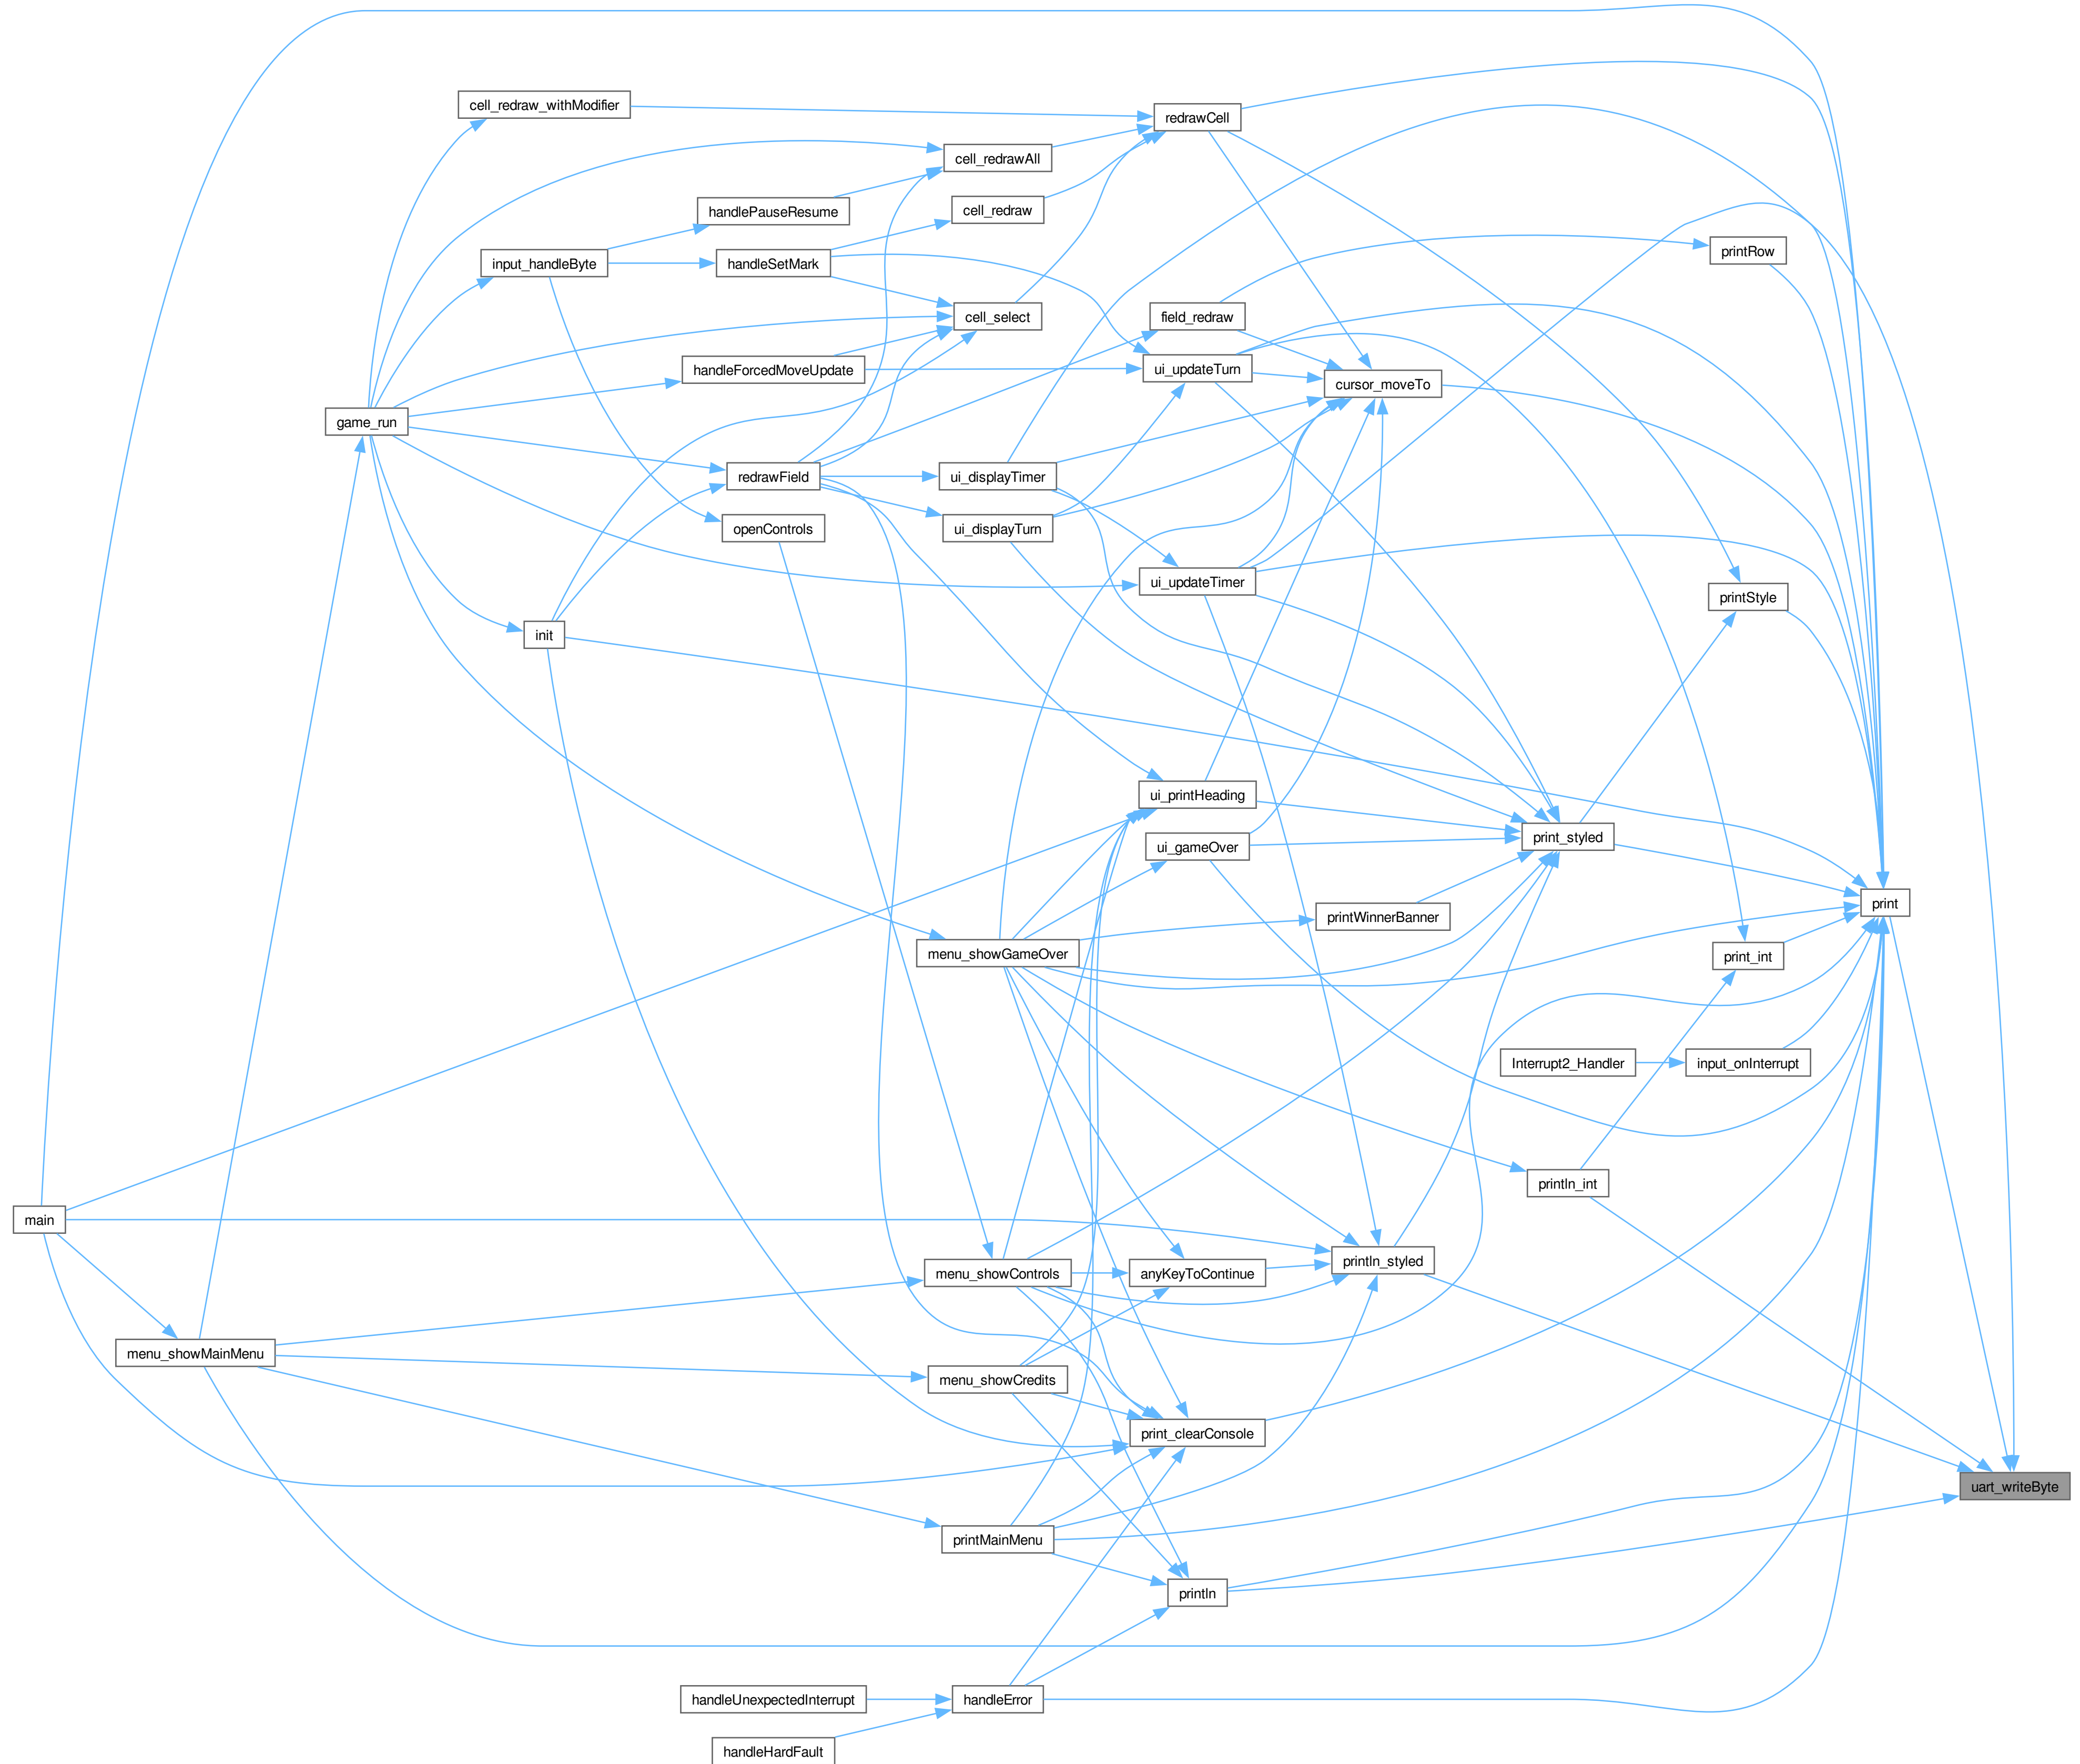 cell_redraw_withModifier
redrawCell
cell_redrawAll
handlePauseResume
cell_redraw
printRow
input_handleByte
handleSetMark
cell_select
field_redraw
handleForcedMoveUpdate
ui_updateTurn
cursor_moveTo
game_run
redrawField
ui_displayTimer
openControls
ui_displayTurn
ui_updateTimer
printStyle
init
ui_printHeading
ui_gameOver
print_styled
print
printWinnerBanner
menu_showGameOver
print_int
Interrupt2_Handler
input_onInterrupt
println_int
main
menu_showControls
anyKeyToContinue
println_styled
menu_showMainMenu
menu_showCredits
print_clearConsole
uart_writeByte
printMainMenu
println
handleUnexpectedInterrupt
handleError
handleHardFault